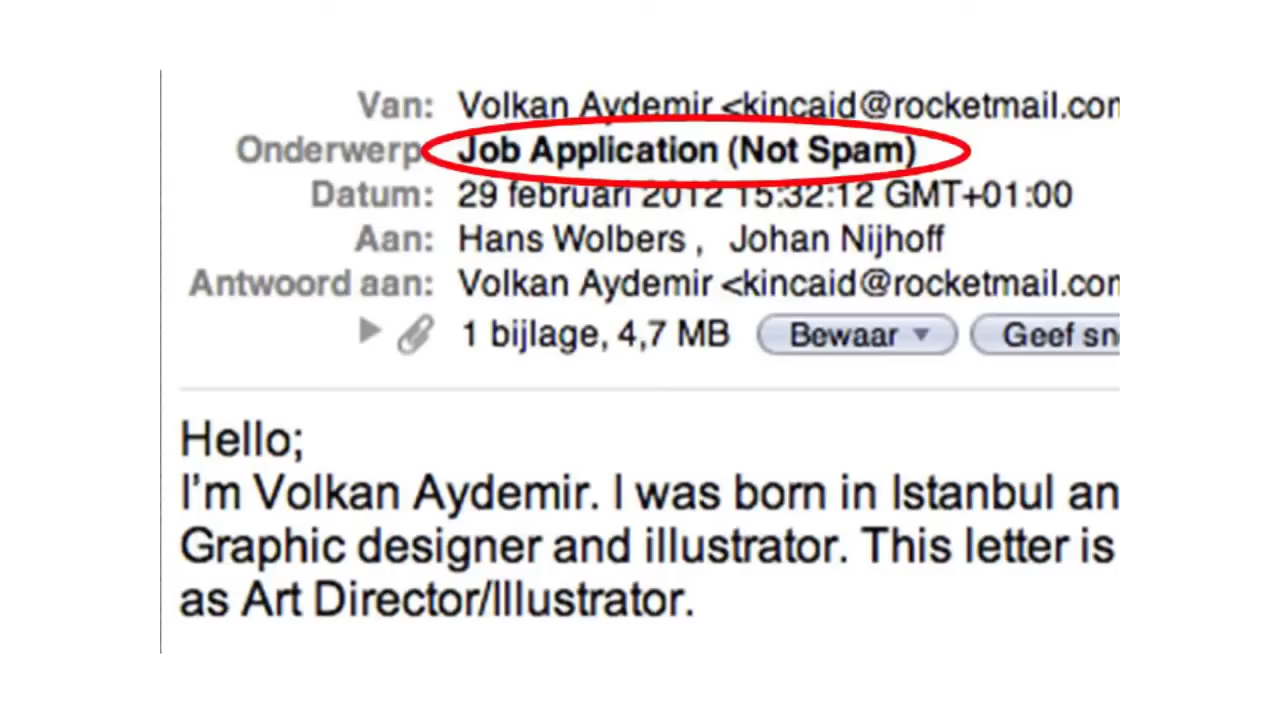 Van: Volkan Aydemir <kincaid@rocketmail.com
Onderwerp: Job Application (Not Spam)
Datum: 29 februari 2012 15:32:12 GMT+01:00
Aan: Hans Wolbers , Johan Nijhoff
Antwoord aan: Volkan Aydemir <kincaid@rocketmail.com
1 bijlage, 4,7 MB Bewaar Geef sn
Hello;
I'm Volkan Aydemir. I was born in Istanbul an
Graphic designer and illustrator. This letter is
as Art Director/Illustrator.